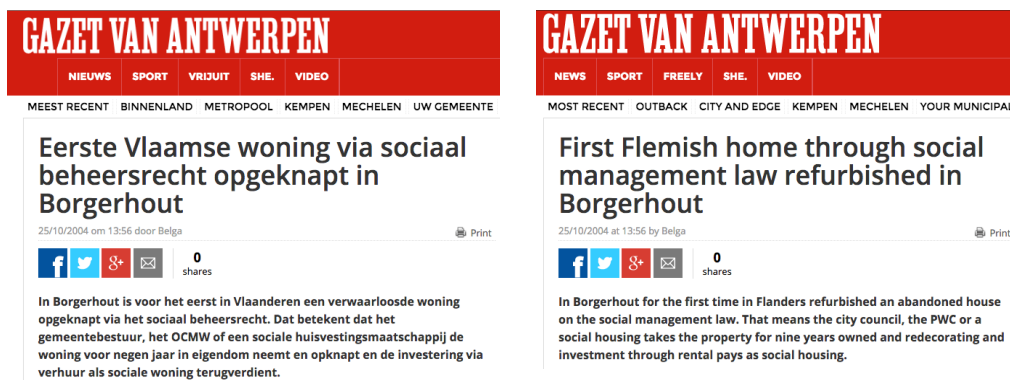 GAZET VAN ANTWERPEN
NIEUWS SPORT VRIJUIT SHE. VIDEO
MEEST RECENT BINNENLAND METROPOOL KEMPEN MECHELEN UW GEMEENTE
Eerste Vlaamse woning via sociaal
beheersrecht opgeknapt in
Borgerhout
25/10/2004 om 13:56 door Belga
Print
f 8+ 0
shares
In Borgerhout is voor het eerst in Vlaanderen een verwaarloosde woning
opgeknapt via het sociaal beheersrecht. Dat betekent dat het
gemeentebestuur, het OCMW of een sociale huisvestingsmaatschappij de
woning voor negen jaar in eigendom neemt en opknapt en de investering via
verhuur als sociale woning terugverdient.
GAZET VAN ANTWERPEN
NEWS SPORT FREELY SHE. VIDEO
MOST RECENT OUTBACK CITY AND EDGE KEMPEN MECHELEN YOUR MUNICIPAL
First Flemish home through social
management law refurbished in
Borgerhout
25/10/2004 at 13:56 by Belga
Print
f 8+ 0
shares
In Borgerhout for the first time in Flanders refurbished an abandoned house
on the social management law. That means the city council, the PWC or a
social housing takes the property for nine years owned and redecorating and
investment through rental pays as social housing.